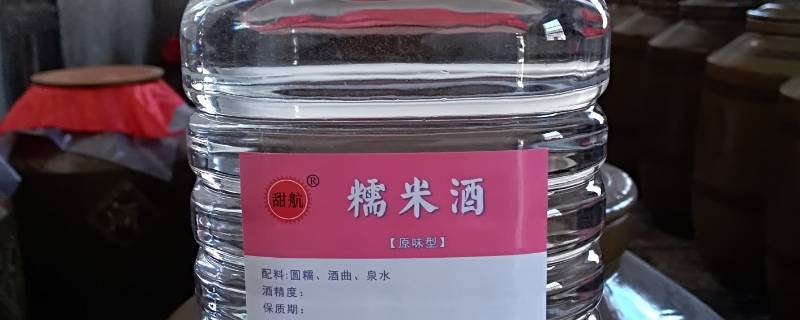 甜航®
糯米酒
【原味型】
配料:圆糯、酒曲、泉水
酒精度：
保质期：